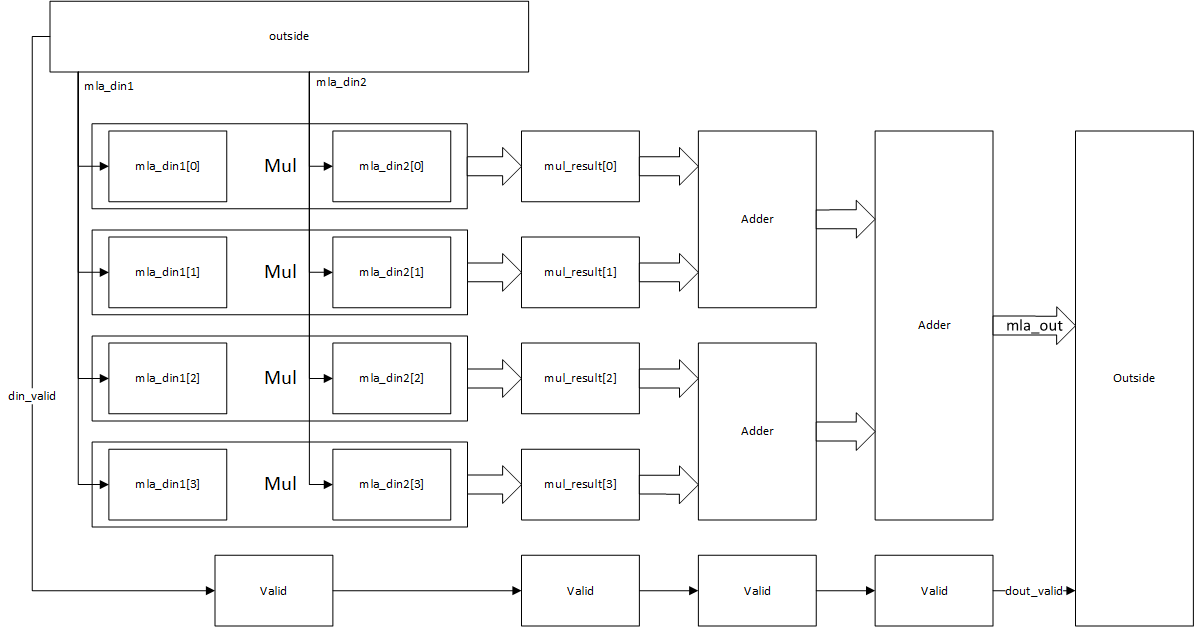 outside
mla_din1
mla_din2
mla_din1[0]
Mul
mla_din2[0]
mul_result[0]
Adder
mla_din1[1]
Mul
mla_din2[1]
mul_result[1]
Adder
mla_out
mla_din1[2]
Mul
mla_din2[2]
mul_result[2]
Outside
din_valid
Adder
mla_din1[3]
Mul
mla_din2[3]
mul_result[3]
Valid
Valid
Valid
Valid
dout_valid